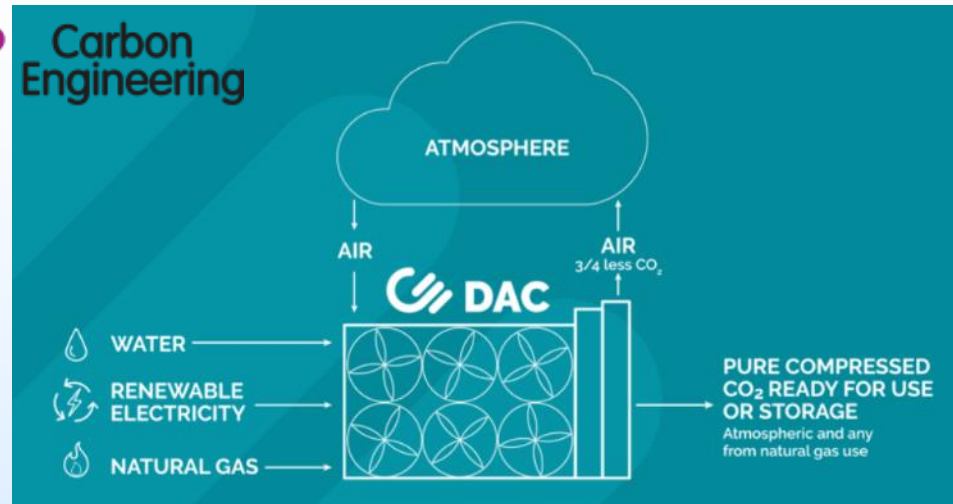 Carbon
Engineering
ATMOSPHERE
AIR
AIR
3/4 less CO₂
DAC
WATER
RENEWABLE
ELECTRICITY
NATURAL GAS
PURE COMPRESSED
CO₂ READY FOR USE
OR STORAGE
Atmospheric and any
from natural gas use